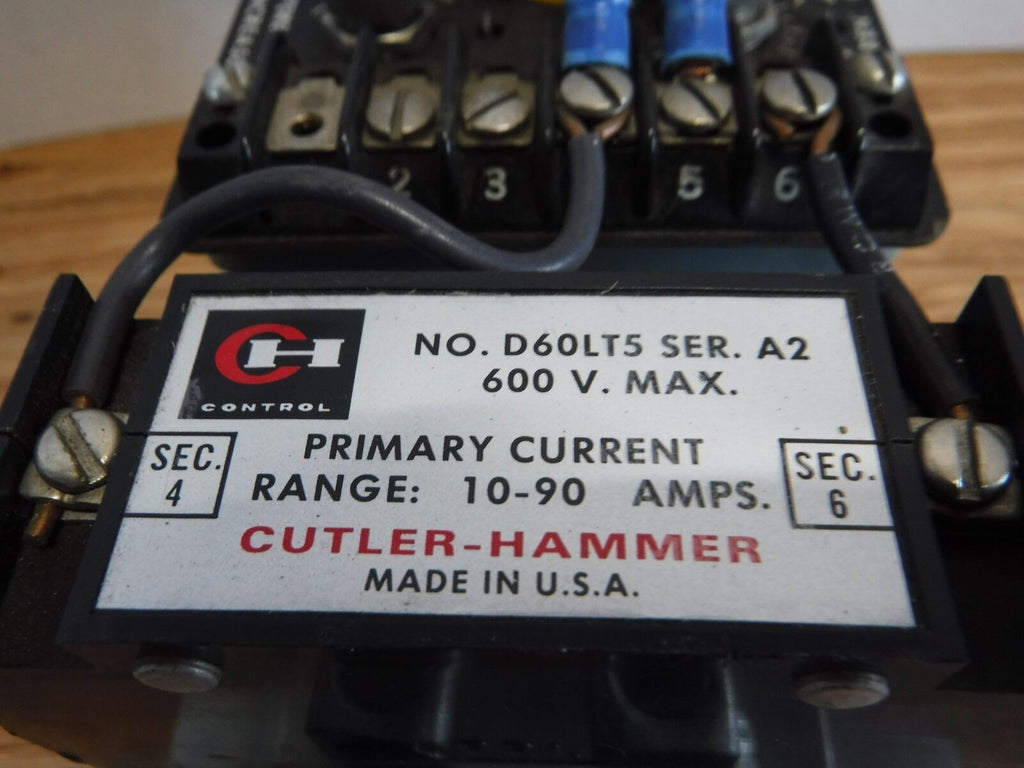 2 3 5 6
CH
CONTROL
NO. D60LT5 SER. A2
600 V. MAX.
PRIMARY CURRENT
RANGE: 10-90 AMPS.
SEC.
4
SEC.
6
CUTLER-HAMMER
MADE IN U.S.A.